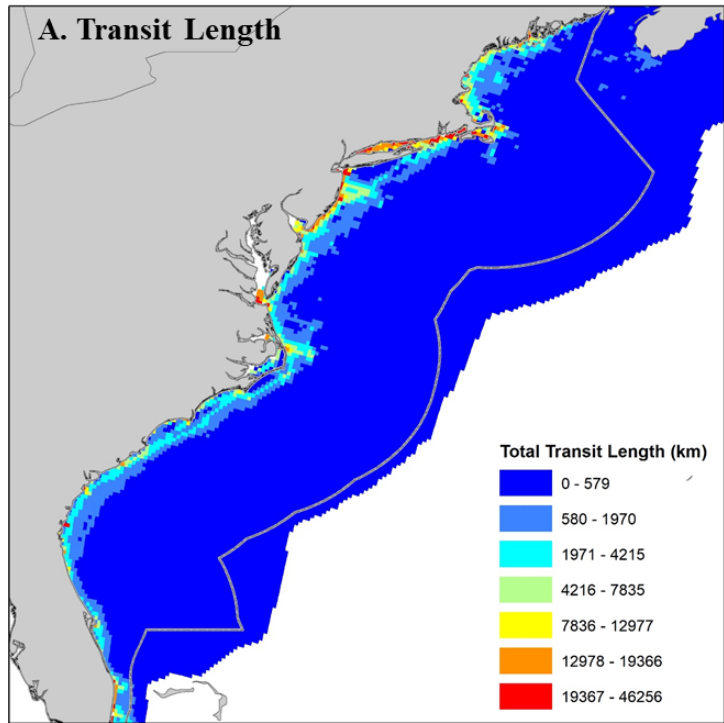 A. Transit Length
Total Transit Length (km)
0 - 579
580 - 1970
1971 - 4215
4216 - 7835
7836 - 12977
12978 - 19366
19367 - 46256